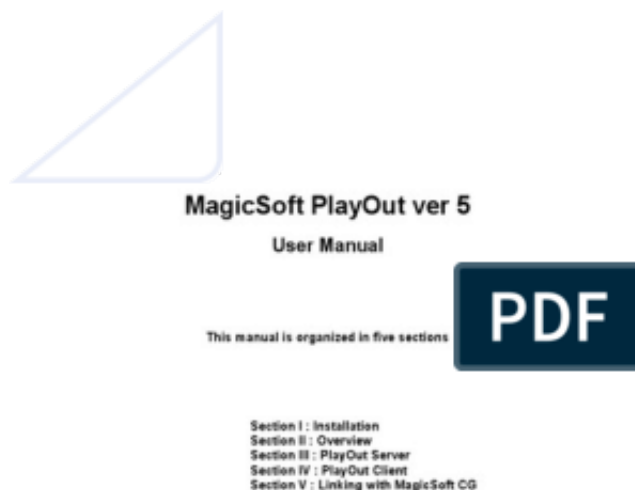 MagicSoft PlayOut ver 5
User Manual
PDF
This manual is organized in five sections
Section I : Installation
Section II : Overview
Section III : PlayOut Server
Section IV : PlayOut Client
Section V : Linking with MagicSoft CG